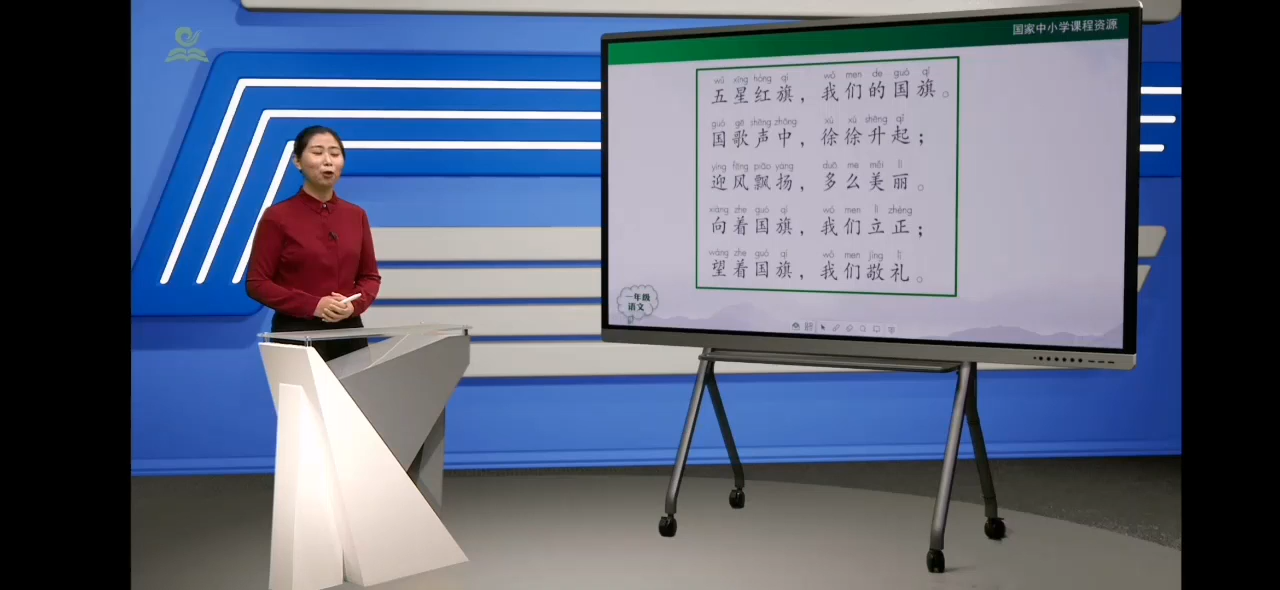 国家中小学课程资源
wǔ xīng hóng qí wǒ men de guó qí
五星红旗，我们的国旗。
guó gē shēng zhōng xú xú shēng qǐ
国歌声中，徐徐升起；
yíng fēng piāo yáng duō me měi lì
迎风飘扬，多么美丽。
xiàng zhe guó qí wǒ men lì zhèng
向着国旗，我们立正；
wàng zhe guó qí wǒ men jìng lǐ
望着国旗，我们敬礼。
一年级
语文